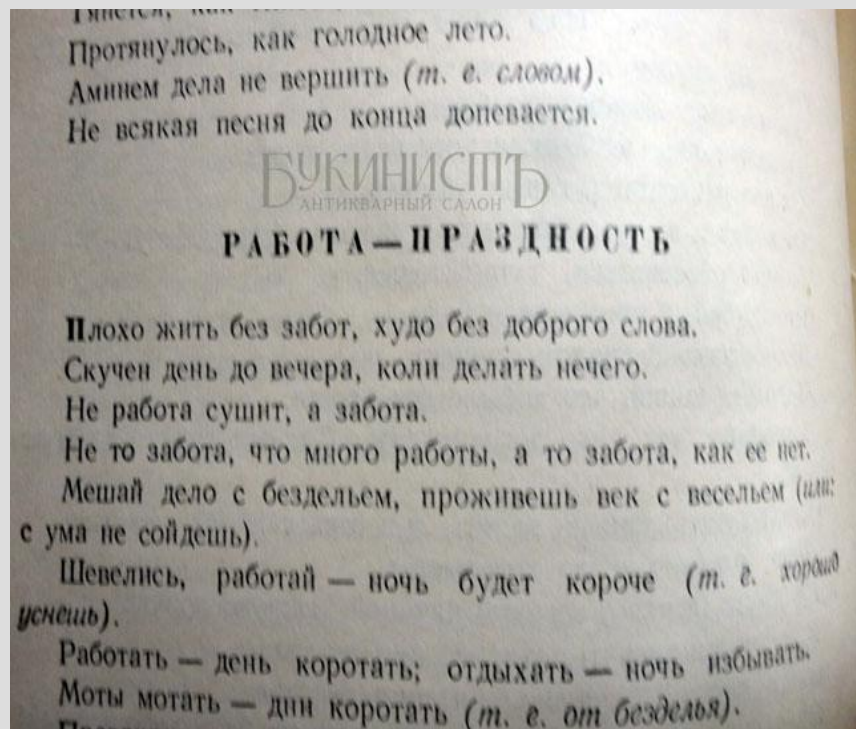 Протянулось, как голодное лето.
Аминем дела не вершить (т. е. словом).
Не всякая песня до конца допевается.
БУКИНИСТЪ
АНТИКВАРНЫЙ САЛОН
РАБОТА — ПРАЗДНОСТЬ
Плохо жить без забот, худо без доброго слова.
Скучен день до вечера, коли делать нечего.
Не работа сушит, а забота.
Не то забота, что много работы, а то забота, как ее нет.
Мешай дело с бездельем, проживешь век с весельем (или:
с ума не сойдешь).
Шевелись, работай — ночь будет короче (т. е. хорошо
уснешь).
Работать — день коротать; отдыхать — ночь избывать.
Моты мотать — дни коротать (т. е. от безделья).